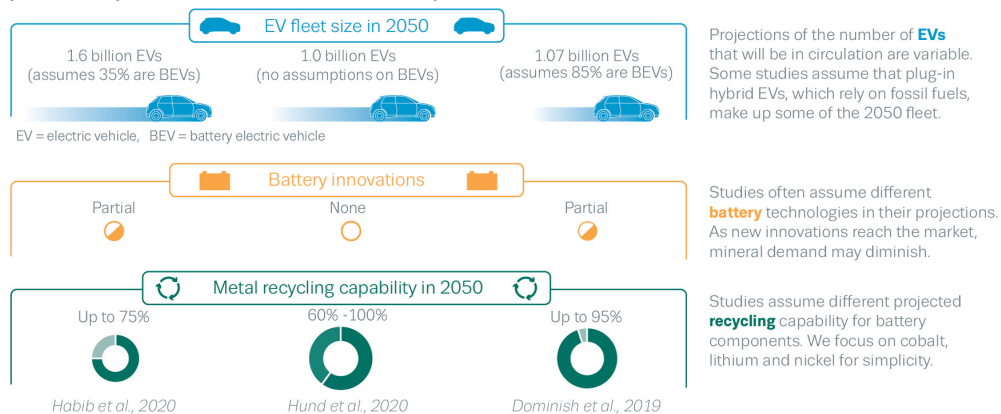 EV fleet size in 2050
1.6 billion EVs
(assumes 35% are BEVs)
1.0 billion EVs
(no assumptions on BEVs)
1.07 billion EVs
(assumes 85% are BEVs)
EV = electric vehicle, BEV = battery electric vehicle
Projections of the number of EVs
that will be in circulation are variable.
Some studies assume that plug-in
hybrid EVs, which rely on fossil fuels,
make up some of the 2050 fleet.
Battery innovations
Partial
None
Partial
Studies often assume different
battery technologies in their projections.
As new innovations reach the market,
mineral demand may diminish.
Metal recycling capability in 2050
Up to 75%
60% -100%
Up to 95%
Studies assume different projected
recycling capability for battery
components. We focus on cobalt,
lithium and nickel for simplicity.
Habib et al., 2020
Hund et al., 2020
Dominish et al., 2019